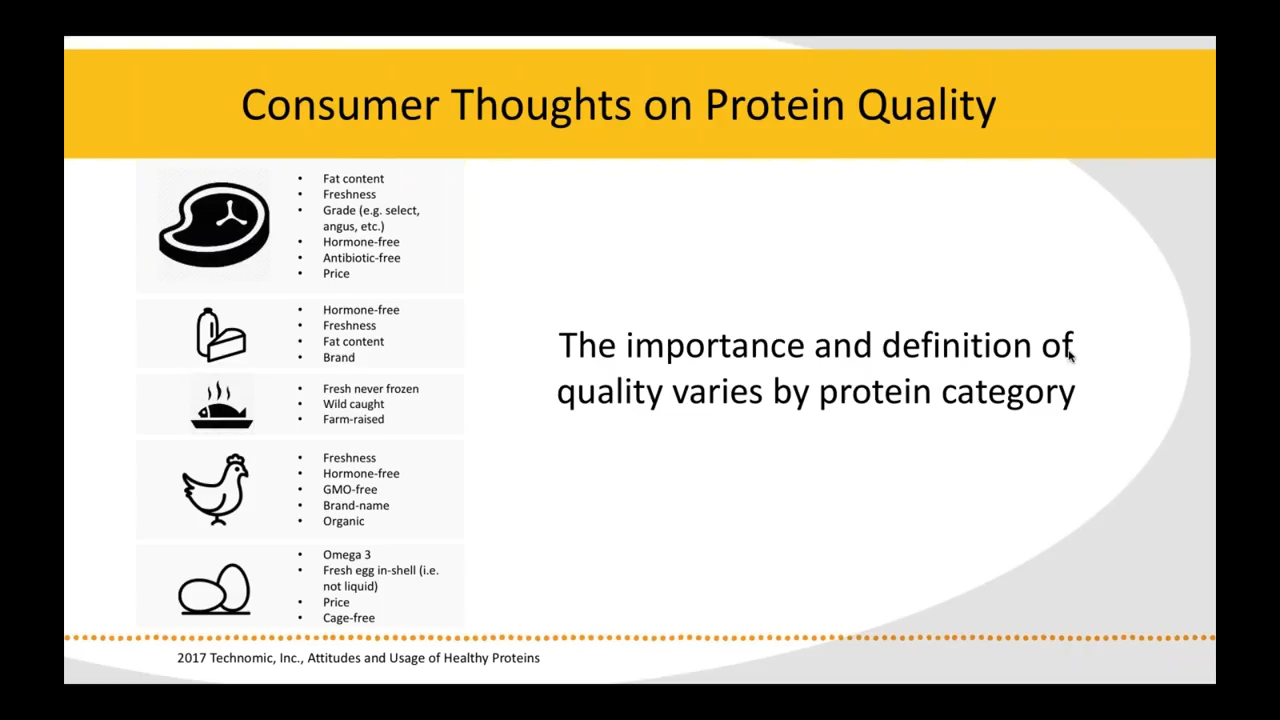 Consumer Thoughts on Protein Quality
• Fat content
• Freshness
• Grade (e.g. select,
angus, etc.)
• Hormone-free
• Antibiotic-free
• Price
• Hormone-free
• Freshness
• Fat content
• Brand
• Fresh never frozen
• Wild caught
• Farm-raised
• Freshness
• Hormone-free
• GMO-free
• Brand-name
• Organic
• Omega 3
• Fresh egg in-shell (i.e.
not liquid)
• Price
• Cage-free
The importance and definition of
quality varies by protein category
2017 Technomic, Inc., Attitudes and Usage of Healthy Proteins